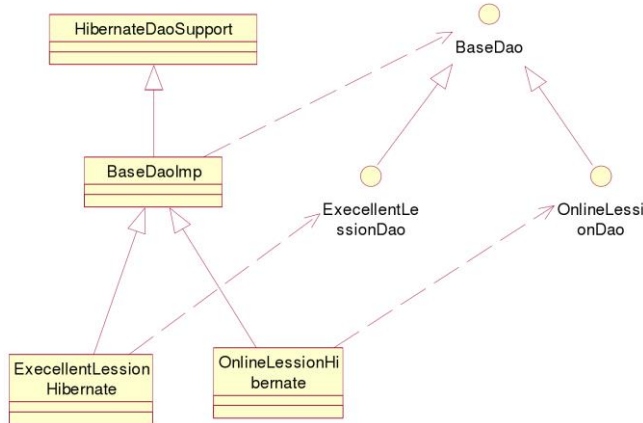 HibernateDaoSupport
BaseDao
BaseDaoImp
ExecellentLe
ssionDao
OnlineLessi
onDao
ExecellentLession
Hibernate
OnlineLessionHi
bernate